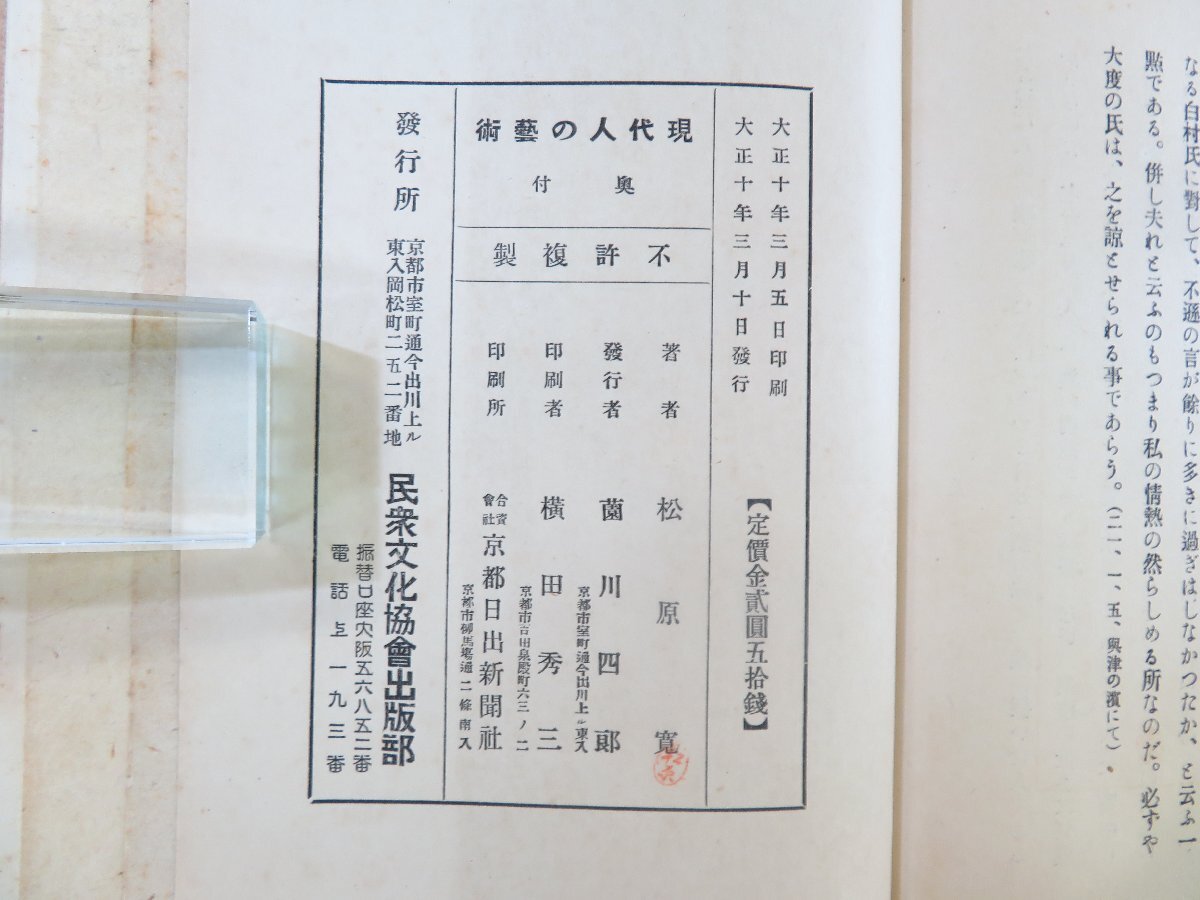 なる白村氏に對して、不遜の言が餘りに多きに過ぎはしなかつたか、と云ふ一
點である。併し夫れと云ふのもつまり私の情熱の然らしめる所なのだ。必ずや
大度の氏は、之を諒とせられる事であらう。(二一、一、五、興津の濱にて)。
大正十年三月五日印刷
大正十年三月十日發行
【定價金貳圓五拾錢】
現代人の藝術
奥付
不許複製
著者 松原寬
發行者 薗川四郞
京都市室町通今出川上ル東入
印刷者 橫田秀三
京都市吉田泉殿町六三ノ二
印刷所 合資會社 京都日出新聞社
京都市御馬場通二條南入
發行所
京都市室町通今出川上ル
東入岡松町二五二番地
民衆文化協會出版部
振替口座大阪五六八五二番
電話上一九三番